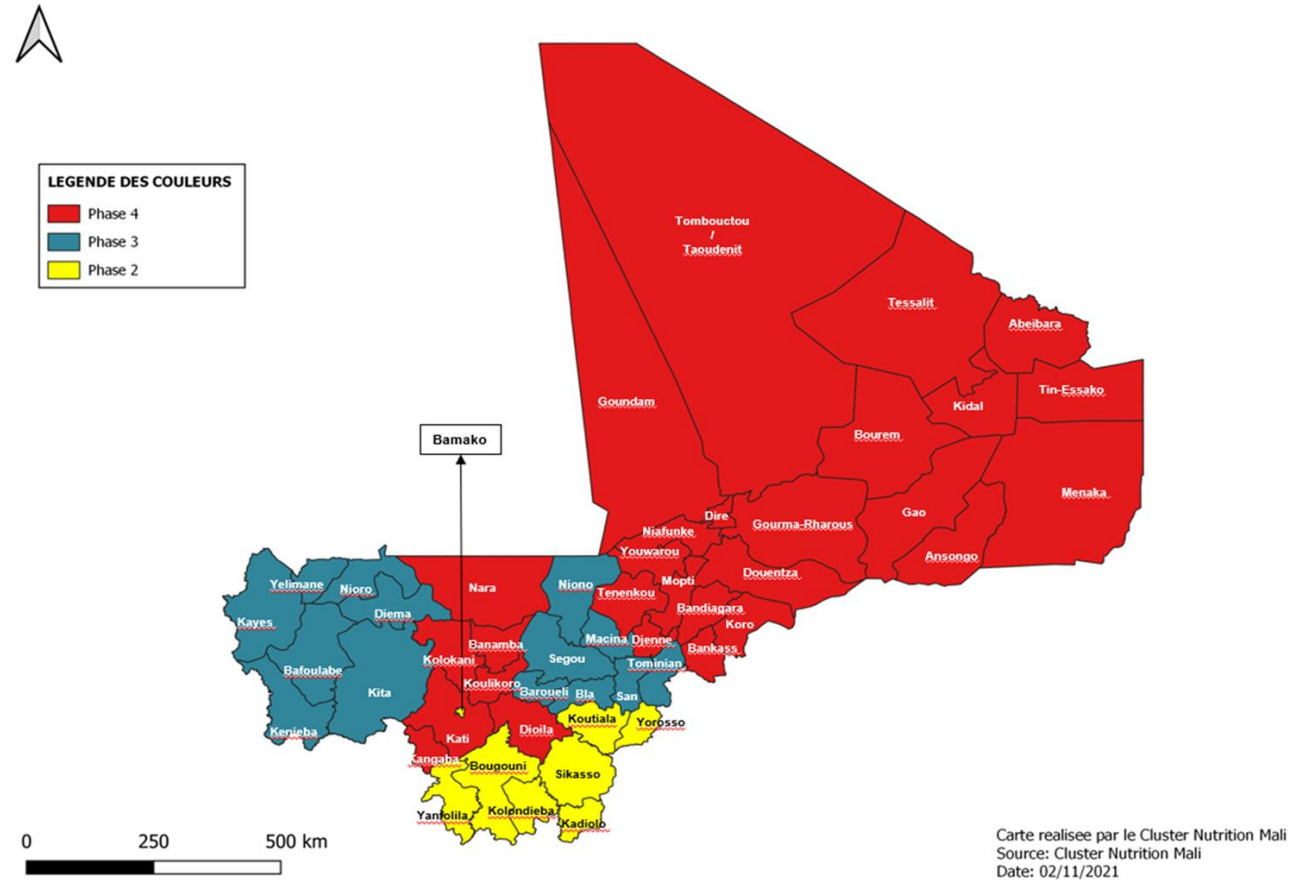 LEGENDE DES COULEURS
Phase 4
Phase 3
Phase 2
Tombouctou
/
Taoudenit
Tessalit
Abeibara
Tin-Essako
Kidal
Goundam
Bourem
Bamako
Menaka
Gao
Dire
Gourma-Rharous
Niafunke
Youwarou
Ansongo
Douentza
Mopti
Nara
Niono
Tenenkou
Yelimane
Nioro
Bandiagara
Diema
Koro
Kayes
Macina
Djenne
Bankass
Banamba
Kolokani
Segou
Tominian
Bafoulabe
Koulikoro
Baroueli
Bla
San
Kita
Koutiala
Yorosso
Kenieba
Kati
Dioila
Kangaba
Bougouni
Sikasso
Yanfolila
Kolondieba
Kadiolo
0 250 500 km
Carte realisee par le Cluster Nutrition Mali
Source: Cluster Nutrition Mali
Date: 02/11/2021